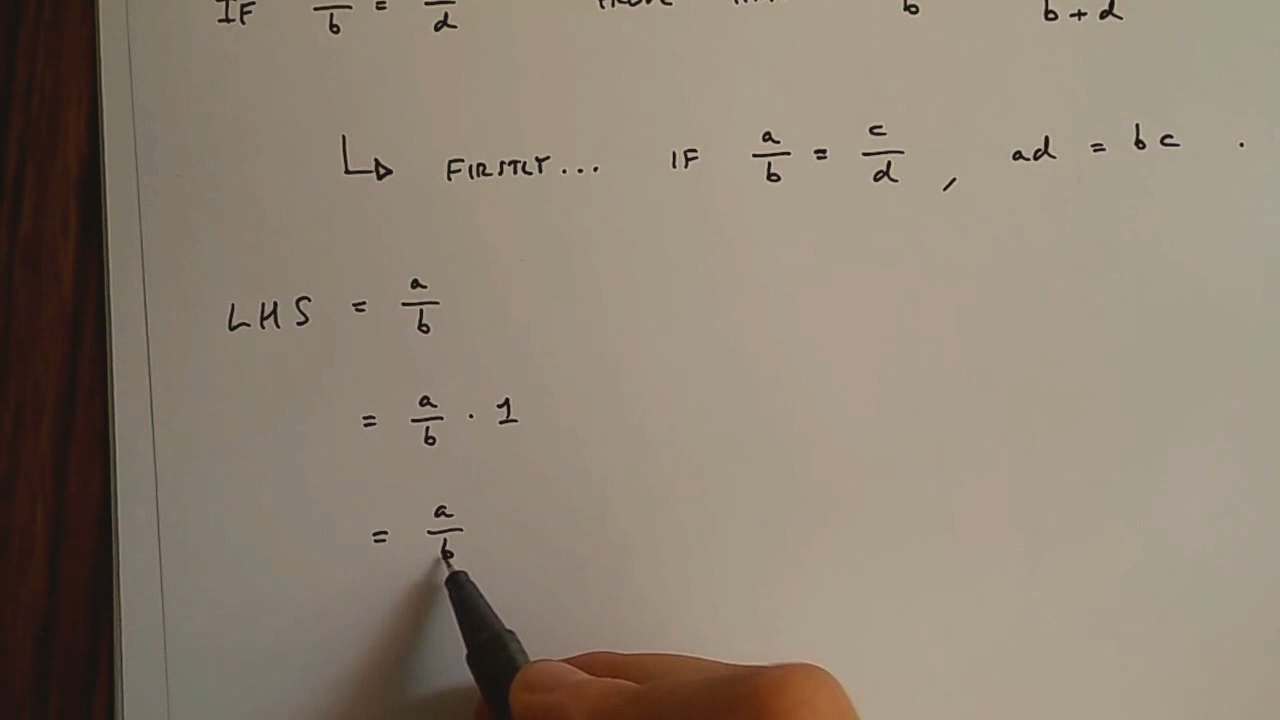 IF /b = /d b b + d
FIRSTLY... IF a/b = c/d , ad = bc .
LHS = a/b
= a/b · 1
= a/b